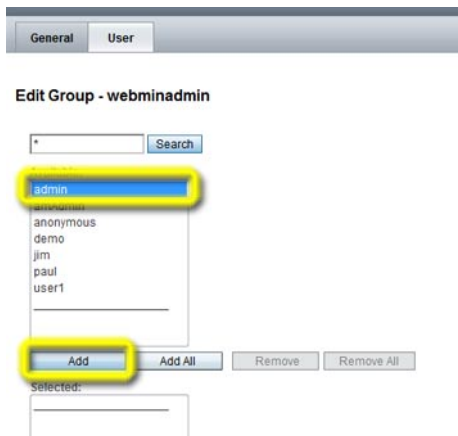 General User
Edit Group - webminadmin
* Search
admin
anonymous
demo
jim
paul
user1
Add Add All Remove Remove All
Selected: